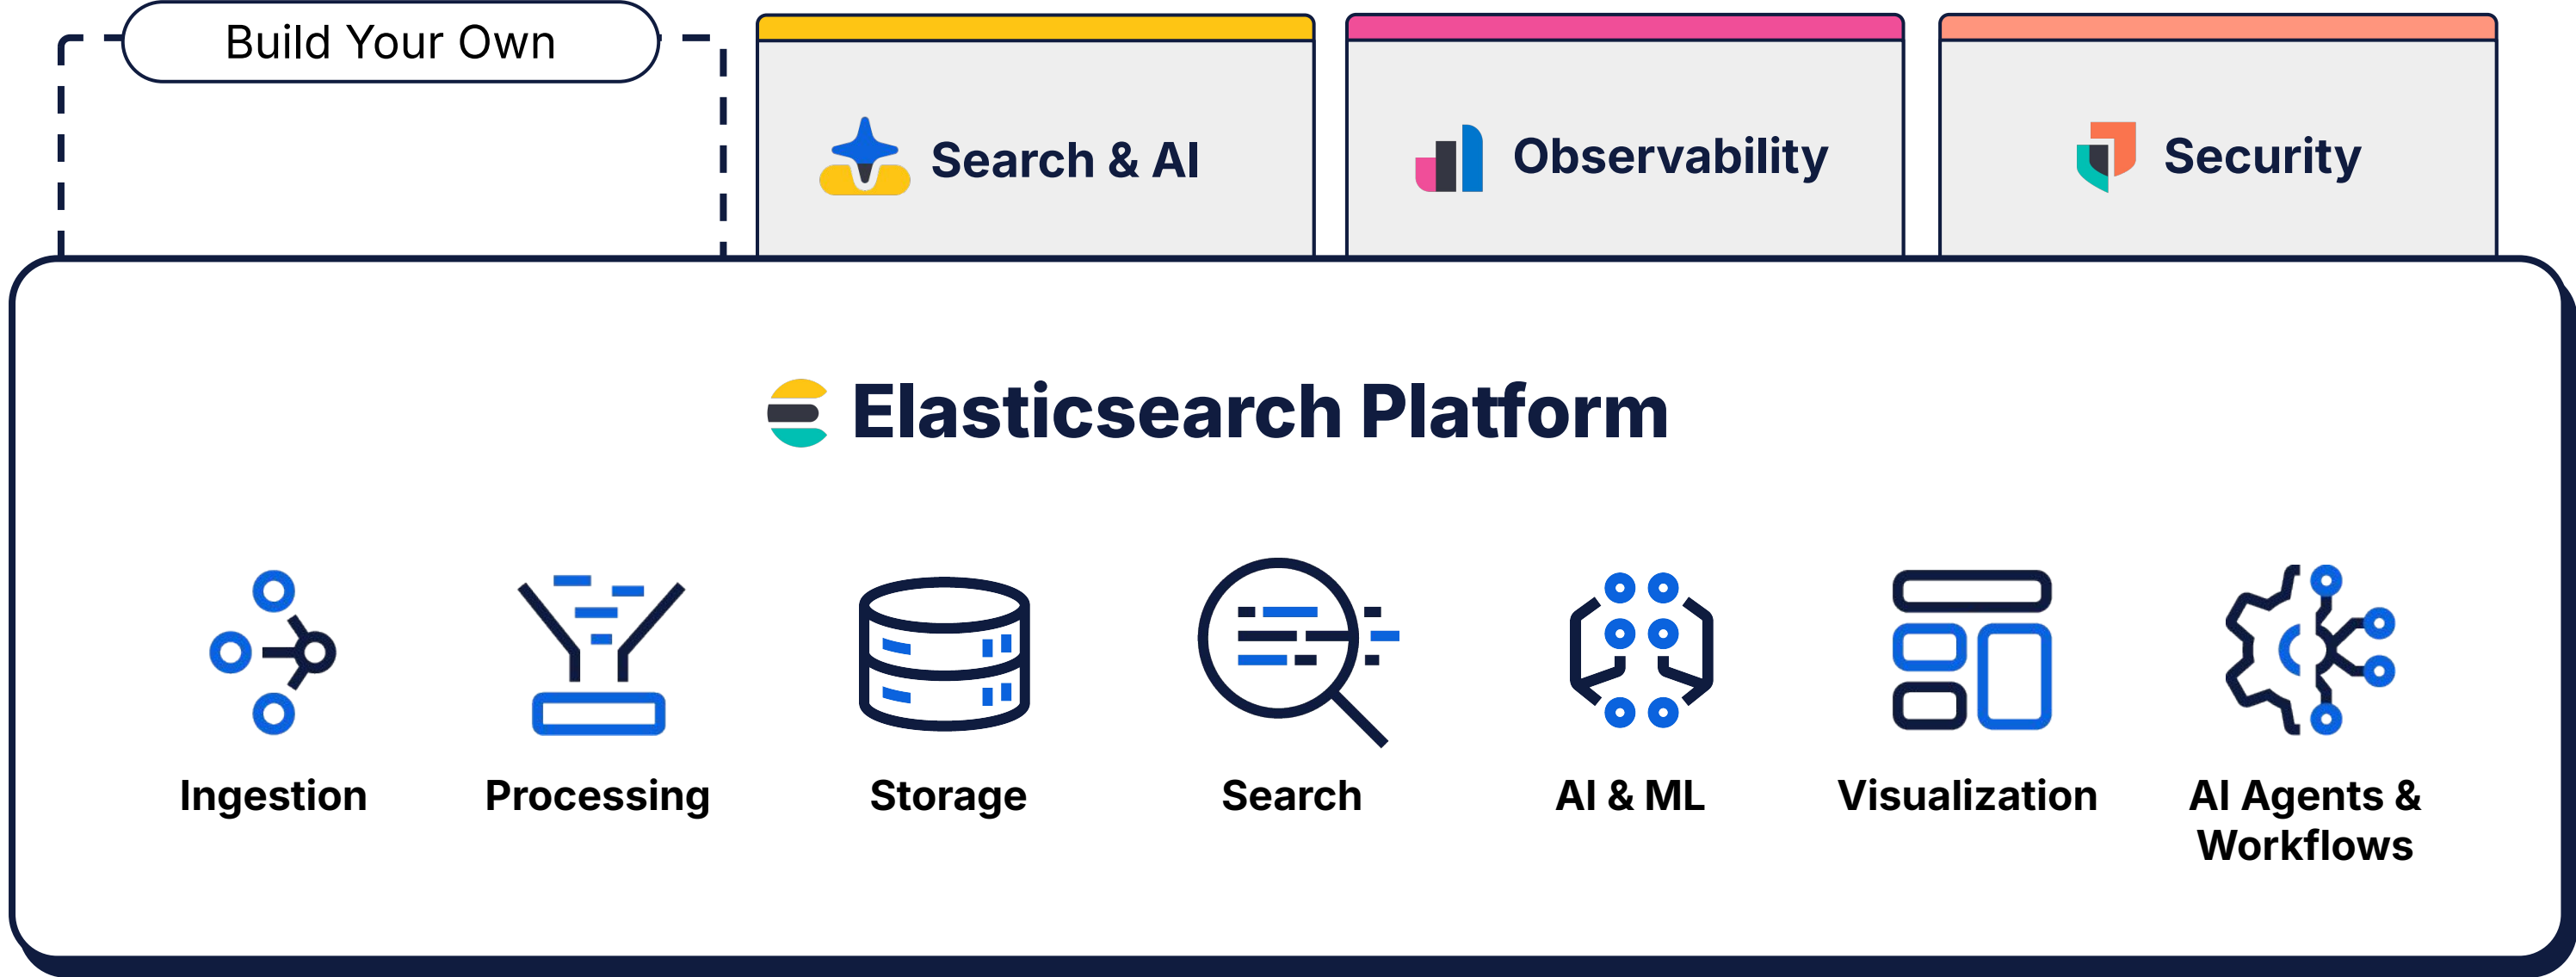 Build Your Own
Search & AI
Observability
Security
Elasticsearch Platform
Ingestion
Processing
Storage
Search
AI & ML
Visualization
AI Agents &
Workflows